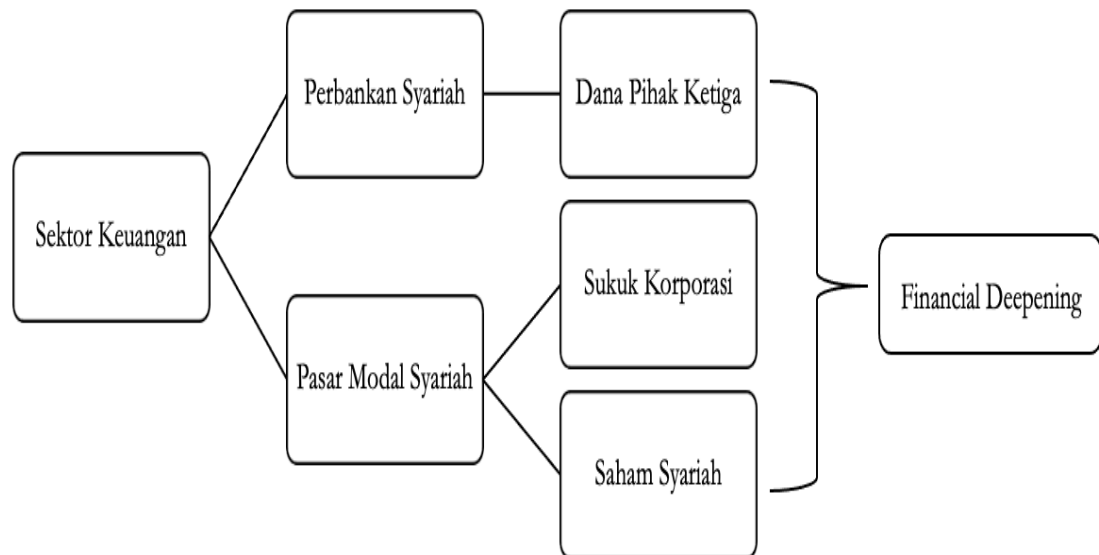 Perbankan Syariah
Dana Pihak Ketiga
Sektor Keuangan
Sukuk Korporasi
Financial Deepening
Pasar Modal Syariah
Saham Syariah